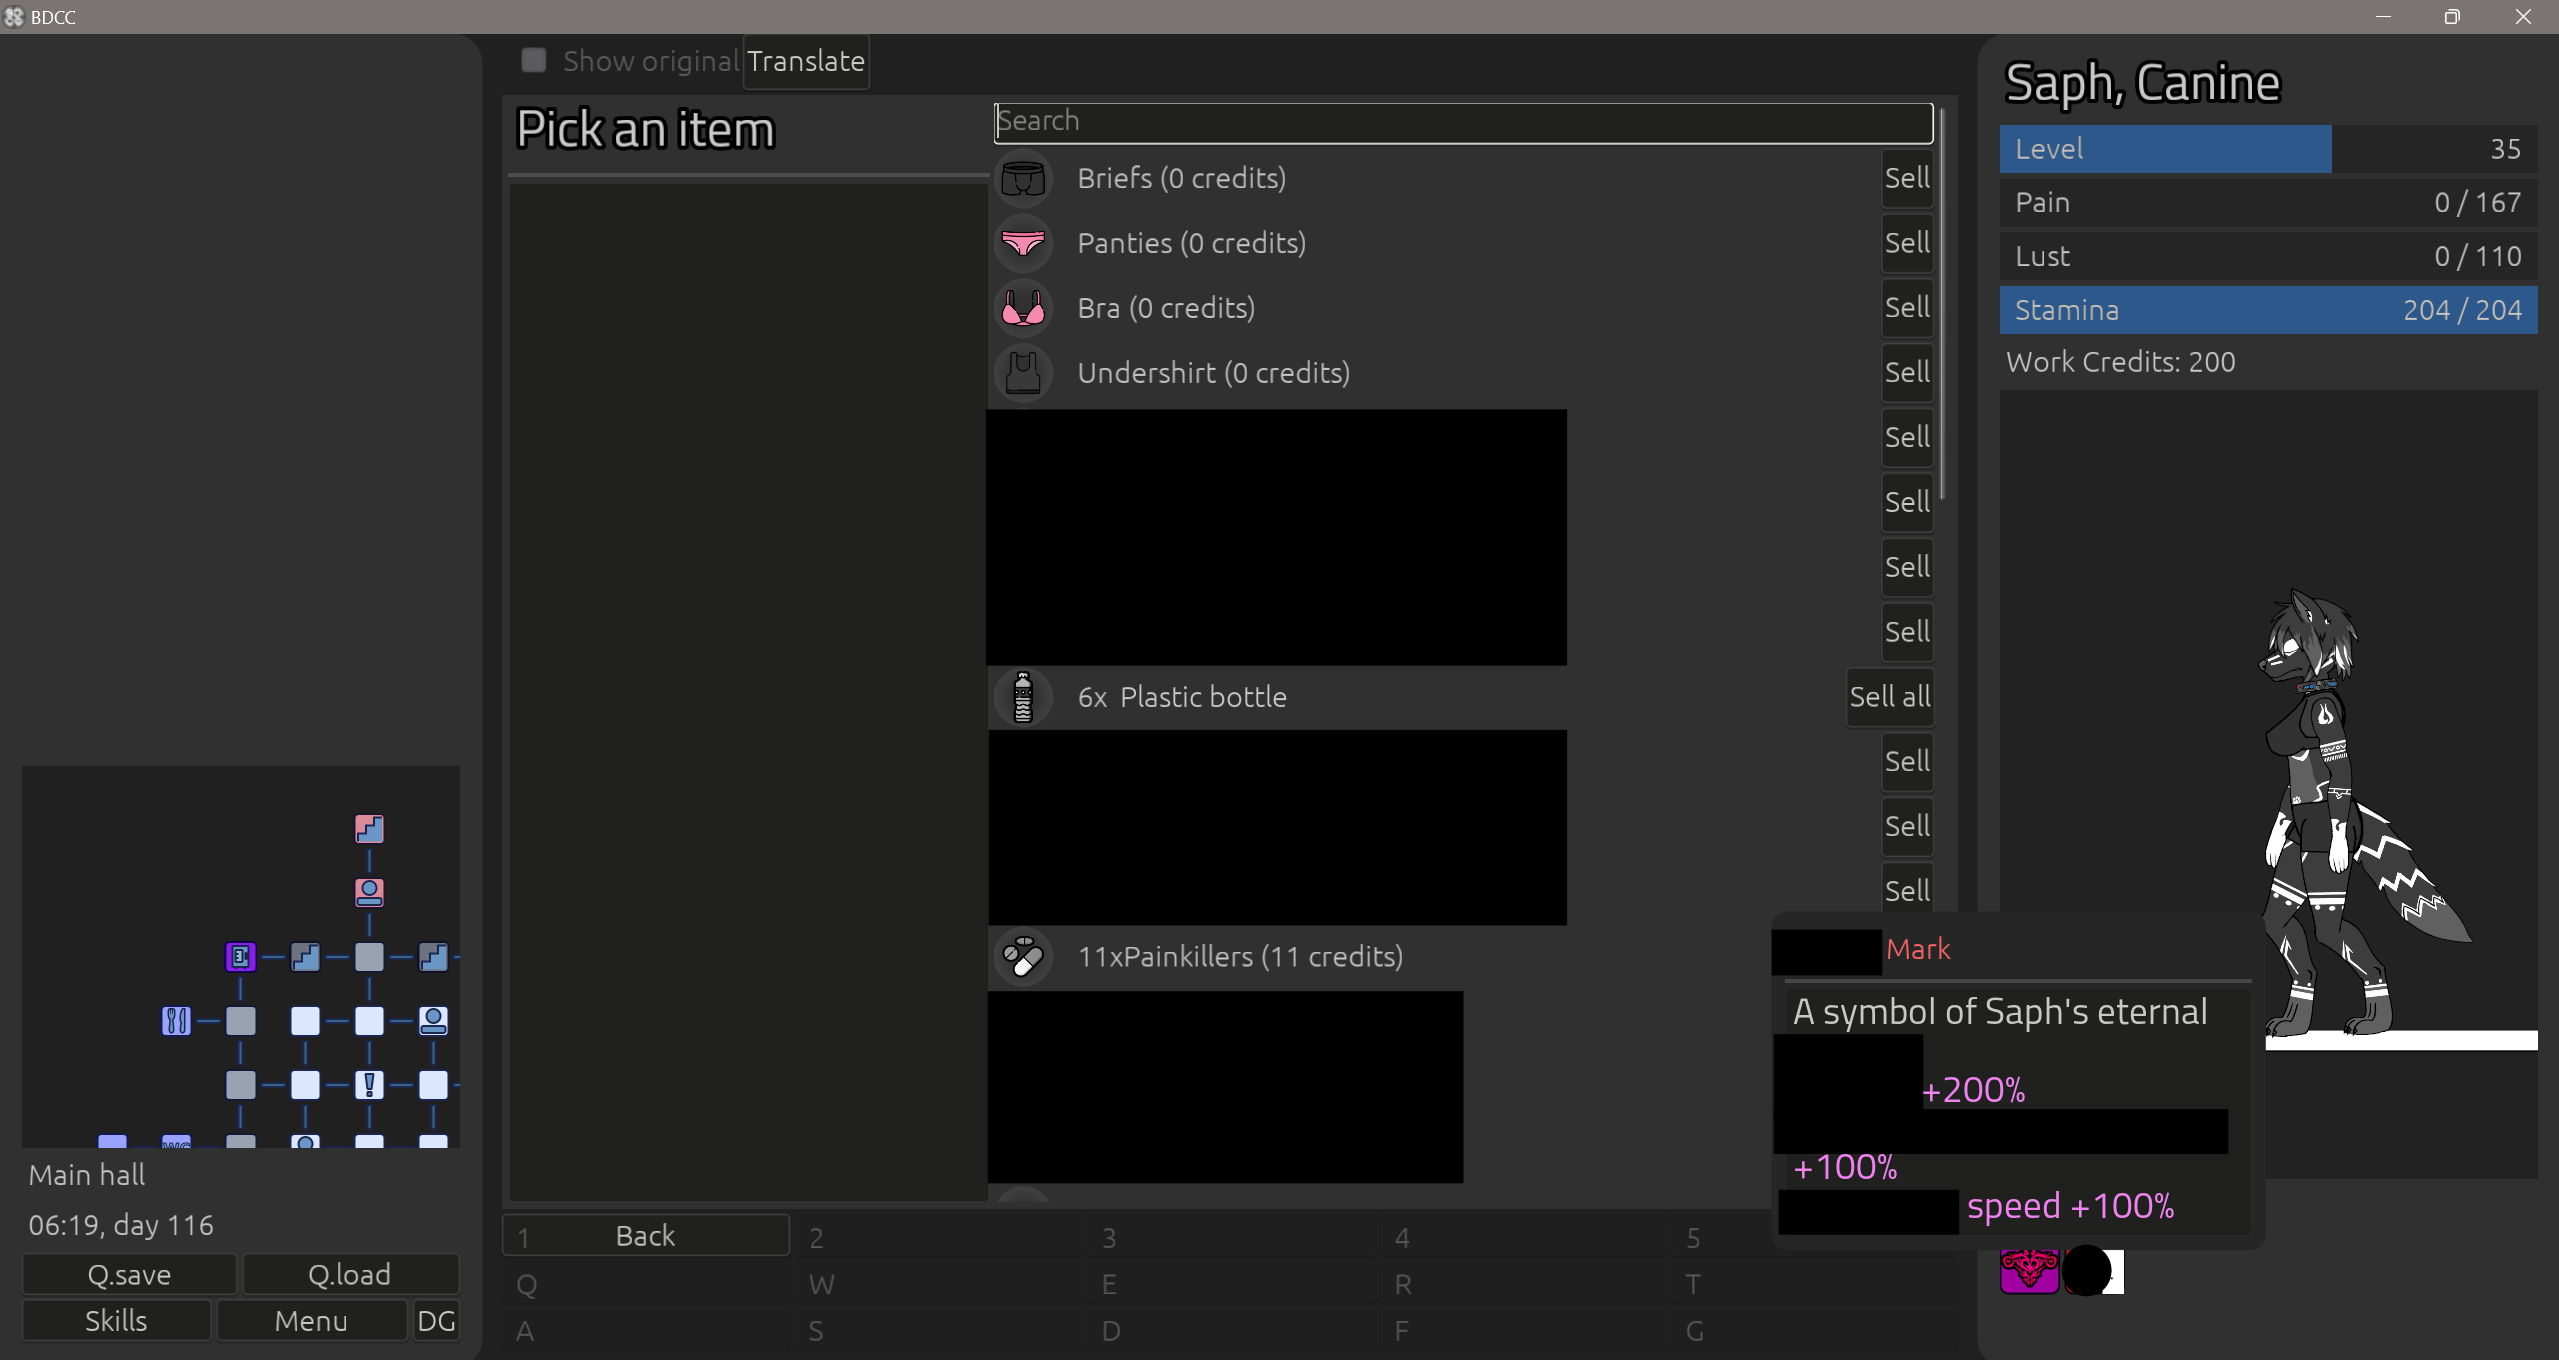 BDCC
Show original Translate
Pick an item
Search
Briefs (0 credits) Sell
Panties (0 credits) Sell
Bra (0 credits) Sell
Undershirt (0 credits) Sell
Sell
Sell
Sell
Sell
6x Plastic bottle Sell all
Sell
Sell
Sell
11xPainkillers (11 credits)
Saph, Canine
Level 35
Pain 0 / 167
Lust 0 / 110
Stamina 204 / 204
Work Credits: 200
Mark
A symbol of Saph's eternal
+200%
+100%
speed +100%
WC
Main hall
06:19, day 116
Q.save Q.load
Skills Menu DG
1 Back 2 3 4 5
Q W E R T
A S D F G